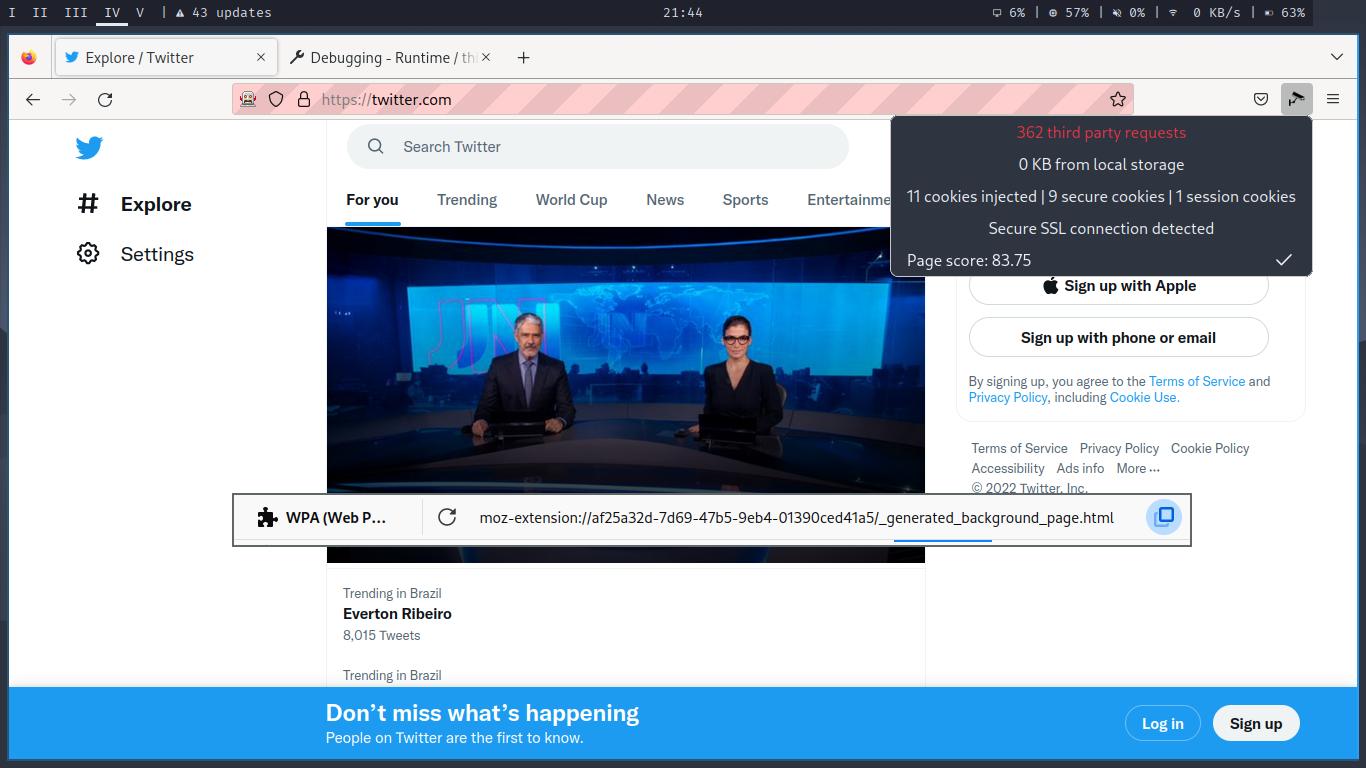 I II III IV V | 43 updates
21:44
6% | 57% | 0% | 0 KB/s | 63%
Explore / Twitter
Debugging - Runtime / th
https://twitter.com
362 third party requests
0 KB from local storage
11 cookies injected | 9 secure cookies | 1 session cookies
Secure SSL connection detected
Page score: 83.75
Search Twitter
Explore
Settings
For you Trending World Cup News Sports Entertainme
JN
Sign up with Apple
Sign up with phone or email
By signing up, you agree to the Terms of Service and
Privacy Policy, including Cookie Use.
Terms of Service Privacy Policy Cookie Policy
Accessibility Ads info More ···
© 2022 Twitter, Inc.
WPA (Web P...
moz-extension://af25a32d-7d69-47b5-9eb4-01390ced41a5/_generated_background_page.html
Trending in Brazil
Everton Ribeiro
8,015 Tweets
Trending in Brazil
Don’t miss what’s happening
People on Twitter are the first to know.
Log in
Sign up